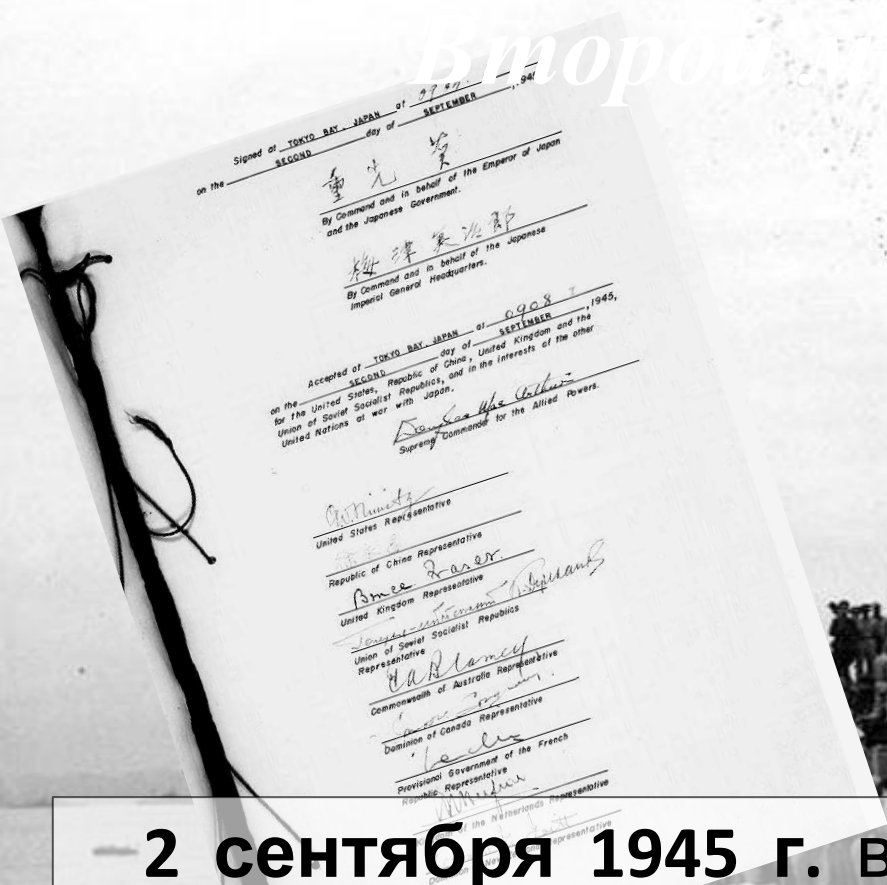 Второй м
Signed at TOKYO BAY, JAPAN at 0904 , 194
on the SECOND day of SEPTEMBER
重光葵
By Command and in behalf of the Emperor of Japan
and the Japanese Government.
梅津美治郎
By Command and in behalf of the Japanese
Imperial General Headquarters.
Accepted at TOKYO BAY, JAPAN at 0908 , 1945,
on the SECOND day of SEPTEMBER
for the United States, Republic of China, United Kingdom and the
Union of Soviet Socialist Republics, and in the interests of the other
United Nations at war with Japan.
Douglas MacArthur
Supreme Commander for the Allied Powers.
C.W. Nimitz
United States Representative
Republic of China Representative
Bruce Fraser
United Kingdom Representative
Union of Soviet Socialist Republics
Representative
T.A. Blamey
Commonwealth of Australia Representative
Dominion of Canada Representative
Provisional Government of the French
Republic Representative
of the Netherlands Representative
Representative
2 сентября 1945 г. в